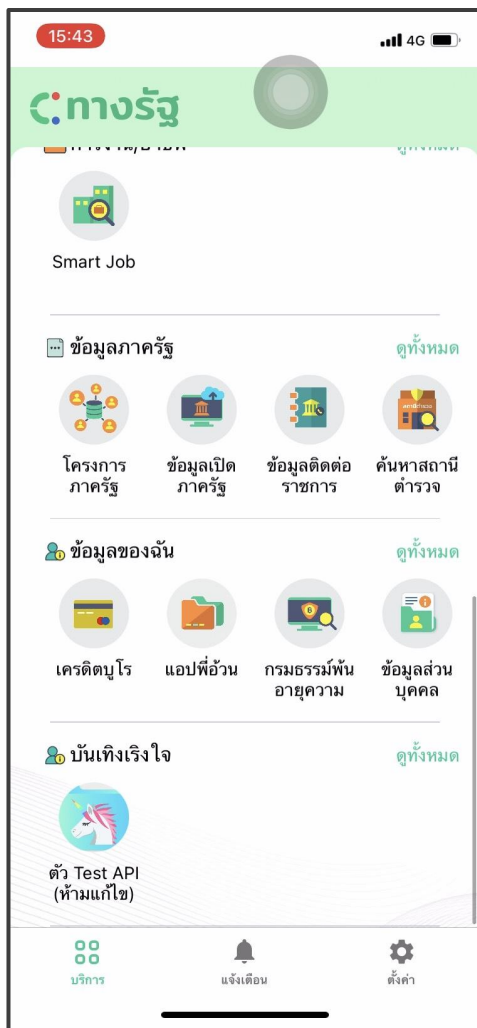 15:43
4G
ทางรัฐ
Smart Job
ข้อมูลภาครัฐ ดูทั้งหมด
โครงการ ข้อมูลเปิด ข้อมูลติดต่อ ค้นหาสถานี
ภาครัฐ ภาครัฐ ราชการ ตำรวจ
ข้อมูลของฉัน ดูทั้งหมด
เครดิตบูโร แอปพี่อ้วน กรมธรรม์พ้น ข้อมูลส่วน
อายุความ บุคคล
บันเทิงเริงใจ ดูทั้งหมด
ตัว Test API
(ห้ามแก้ไข)
บริการ แจ้งเตือน ตั้งค่า